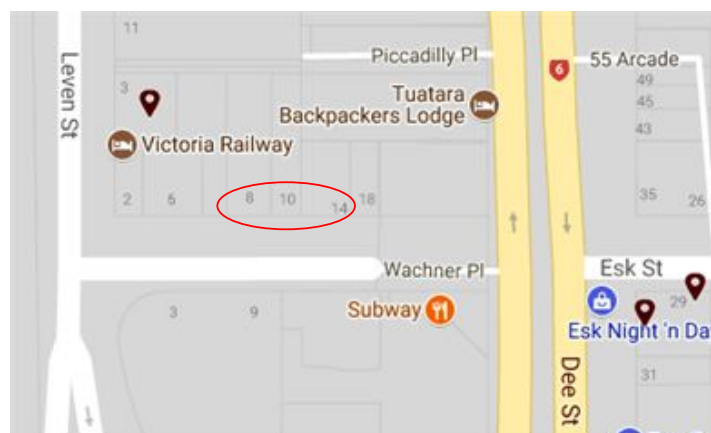 11
Leven St
Piccadilly Pl
6
55 Arcade
49
3
Tuatara
Backpackers Lodge
45
43
Victoria Railway
2
6
8
10
14
18
35
26
Wachner Pl
Esk St
3
9
Subway
29
Esk Night 'n Da
31
Dee St